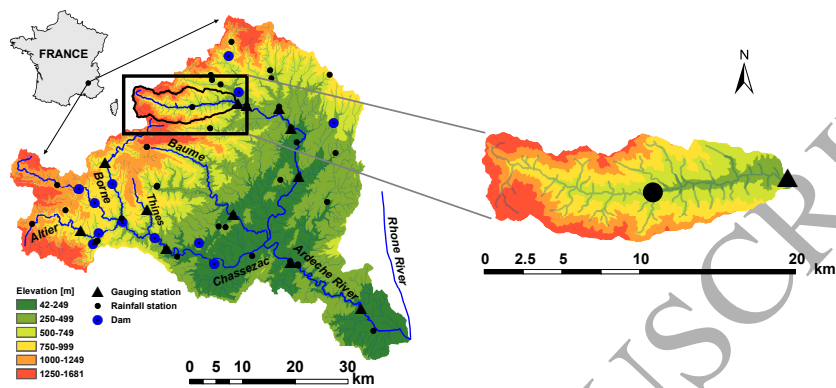 FRANCE
N
Baume
Borne
Thines
Altier
Chassezac
Ardeche River
Rhone River
Elevation [m]
42-249
250-499
500-749
750-999
1000-1249
1250-1681
Gauging station
Rainfall station
Dam
0 5 10 20 30
km
0 2.5 5 10 20
km
USCR